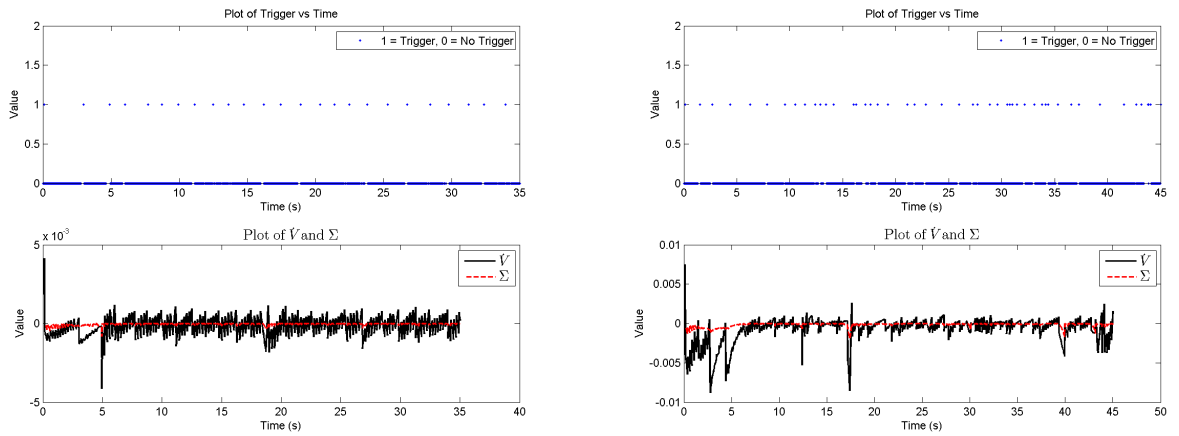 Plot of Trigger vs Time
2
1.5
1
0.5
0
Value
1 = Trigger, 0 = No Trigger
0 5 10 15 20 25 30 35
Time (s)
Plot of V̇ and Σ
x 10⁻³
5
0
-5
Value
V̇
Σ
0 5 10 15 20 25 30 35 40
Time (s)
Plot of Trigger vs Time
2
1.5
1
0.5
0
Value
1 = Trigger, 0 = No Trigger
0 5 10 15 20 25 30 35 40 45
Time (s)
Plot of V̇ and Σ
0.01
0.005
0
-0.005
-0.01
Value
V̇
Σ
0 5 10 15 20 25 30 35 40 45 50
Time (s)